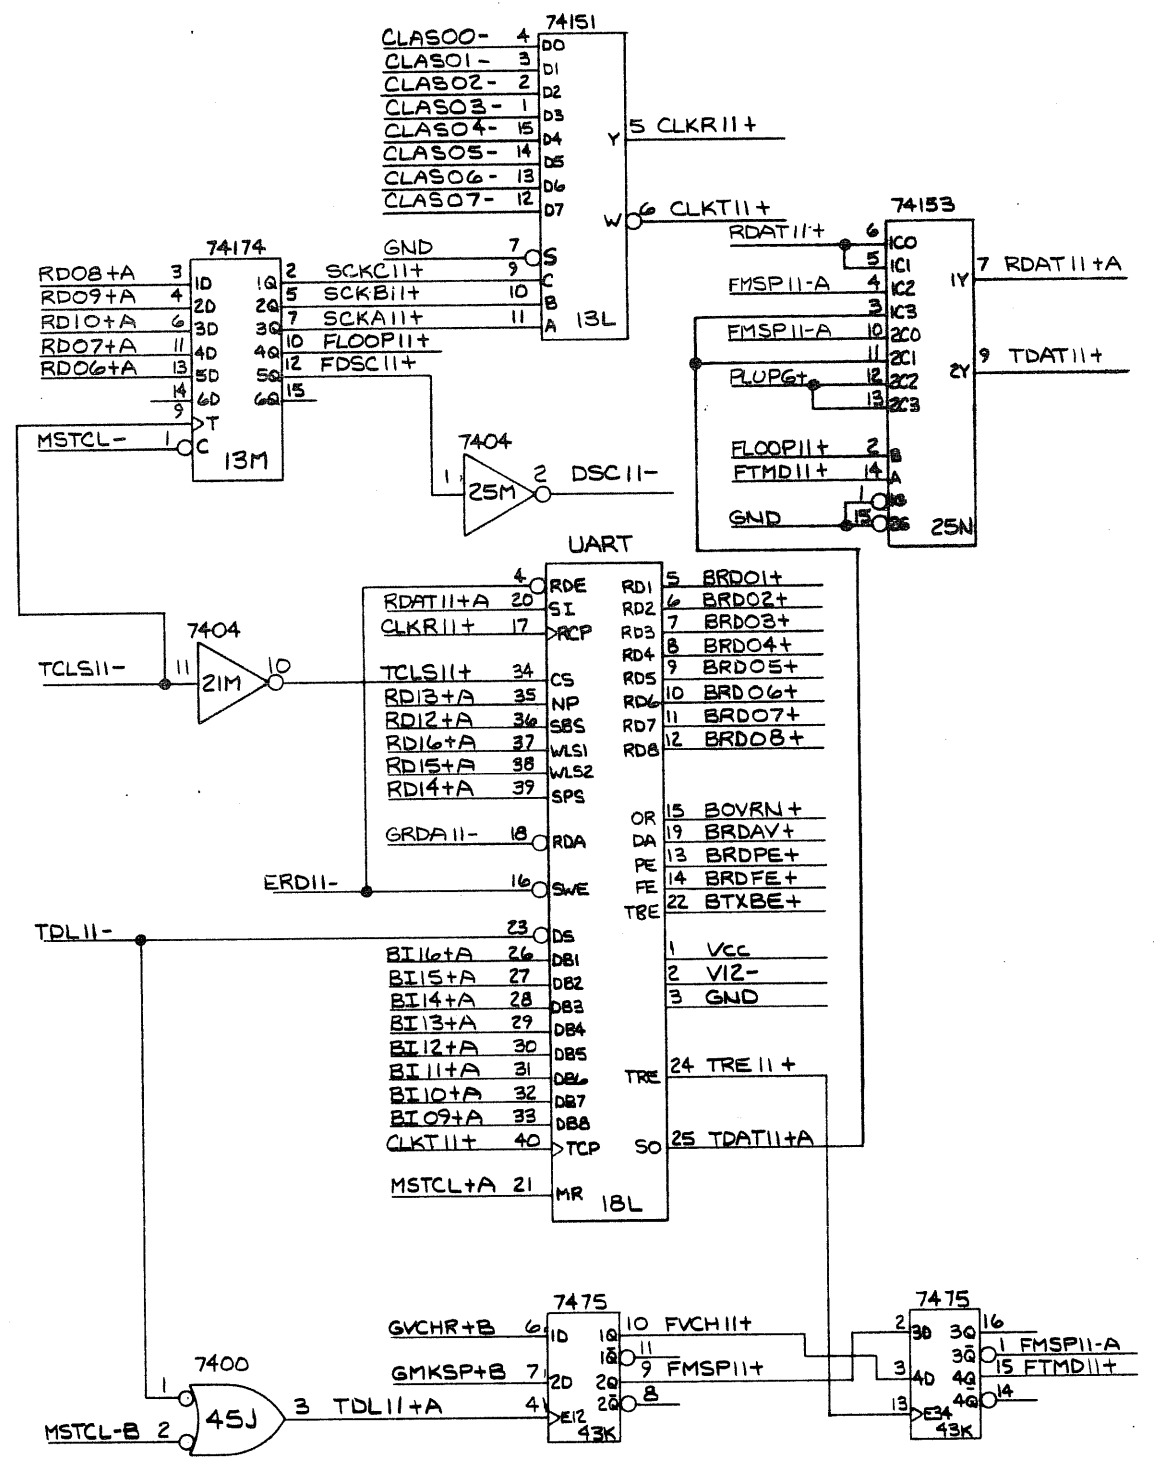 74151
CLAS00- 4 D0
CLAS01- 3 D1
CLAS02- 2 D2
CLAS03- 1 D3
CLAS04- 15 D4
CLAS05- 14 D5
CLAS06- 13 D6
CLAS07- 12 D7
Y 5 CLKR11+
W 6 CLKT11+
GND 7 S
9 C
10 B
11 A
13L
74174
RD08+A 3 1D 1Q 2 SCKC11+
RD09+A 4 2D 2Q 5 SCKB11+
RD10+A 6 3D 3Q 7 SCKA11+
RD07+A 11 4D 4Q 10 FLOOP11+
RD06+A 13 5D 5Q 12 FDSC11+
14 6D 6Q 15
9 T
MSTCL- 1 C
13M
7404
1 25M 2 DSC11-
74153
RDAT11+ 6 1C0
5 1C1
FMSP11-A 4 1C2
3 1C3
FMSP11-A 10 2C0
11 2C1
PLUPG+ 12 2C2
13 2C3
1Y 7 RDAT11+A
2Y 9 TDAT11+
FLOOP11+ 2 B
FTMD11+ 14 A
1 1G
GND 15 2G
25N
UART
4 RDE RD1 5 BRD01+
RDAT11+A 20 SI RD2 6 BRD02+
CLKR11+ 17 RCP RD3 7 BRD03+
RD4 8 BRD04+
7404
TCLS11- 11 21M 10 TCLS11+ 34 CS RD5 9 BRD05+
RD13+A 35 NP RD6 10 BRD06+
RD12+A 36 SBS RD7 11 BRD07+
RD16+A 37 WLS1 RD8 12 BRD08+
RD15+A 38 WLS2
RD14+A 39 SPS
OR 15 BOVRN+
GRDA11- 18 RDA DA 19 BRDAV+
PE 13 BRDPE+
ERD11- 16 SWE FE 14 BRDFE+
TBE 22 BTXBE+
TDL11- 23 DS
BI16+A 26 DB1 1 VCC
BI15+A 27 DB2 2 V12-
BI14+A 28 DB3 3 GND
BI13+A 29 DB4
BI12+A 30 DB5
BI11+A 31 DB6 TRE 24 TRE11+
BI10+A 32 DB7
BI09+A 33 DB8
CLKT11+ 40 TCP SO 25 TDAT11+A
MSTCL+A 21 MR
18L
7475
GVCHR+B 6 1D 1Q 10 FVCH11+
1Q̅ 11
GMKSP+B 7 2D 2Q 9 FMSP11+
2Q̅ 8
4 E12
43K
7475
2 3D 3Q 16
3Q̅ 1 FMSP11-A
3 4D 4Q 15 FTMD11+
4Q̅ 14
13 E34
43K
7400
1
45J 3 TDL11+A
MSTCL-B 2